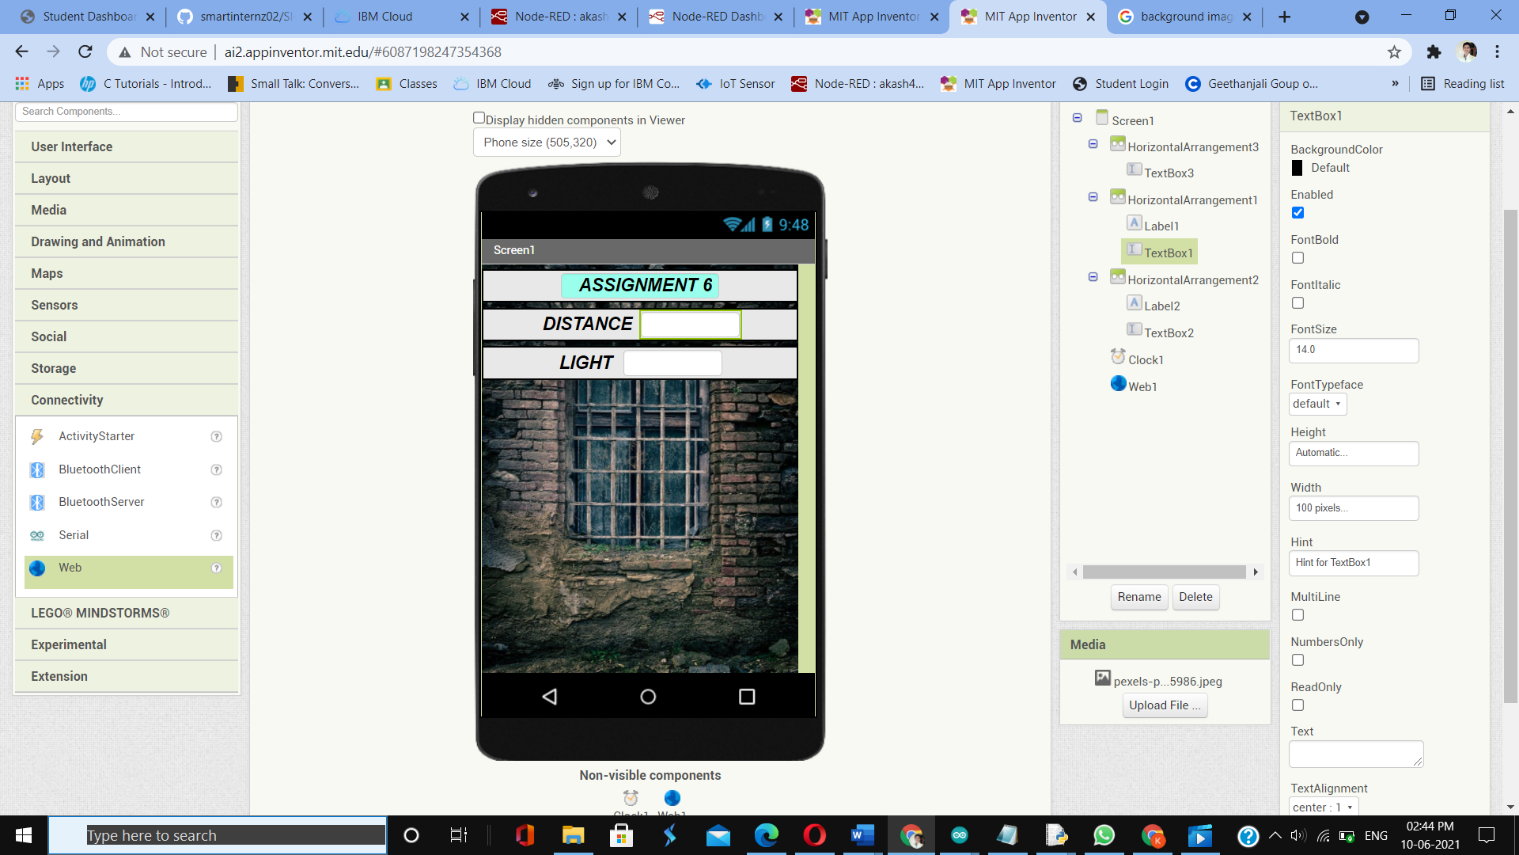 Student Dashboar
smartinternz02/SI
IBM Cloud
Node-RED : akash
Node-RED Dashb
MIT App Inventor
MIT App Inventor
background imag
Not secure | ai2.appinventor.mit.edu/#6087198247354368
Apps
C Tutorials - Introd...
Small Talk: Convers...
Classes
IBM Cloud
Sign up for IBM Co...
IoT Sensor
Node-RED : akash4...
MIT App Inventor
Student Login
Geethanjali Goup o...
»
Reading list
Search Components...
User Interface
Layout
Media
Drawing and Animation
Maps
Sensors
Social
Storage
Connectivity
ActivityStarter ?
BluetoothClient ?
BluetoothServer ?
Serial ?
Web ?
LEGO® MINDSTORMS®
Experimental
Extension
Display hidden components in Viewer
Phone size (505,320)
9:48
Screen1
ASSIGNMENT 6
DISTANCE
LIGHT
Non-visible components
Clock1 Web1
Screen1
HorizontalArrangement3
TextBox3
HorizontalArrangement1
Label1
TextBox1
HorizontalArrangement2
Label2
TextBox2
Clock1
Web1
Rename Delete
Media
pexels-p...5986.jpeg
Upload File ...
TextBox1
BackgroundColor
Default
Enabled
FontBold
FontItalic
FontSize
14.0
FontTypeface
default
Height
Automatic...
Width
100 pixels...
Hint
Hint for TextBox1
MultiLine
NumbersOnly
ReadOnly
Text
TextAlignment
center : 1
Type here to search
ENG
02:44 PM
10-06-2021